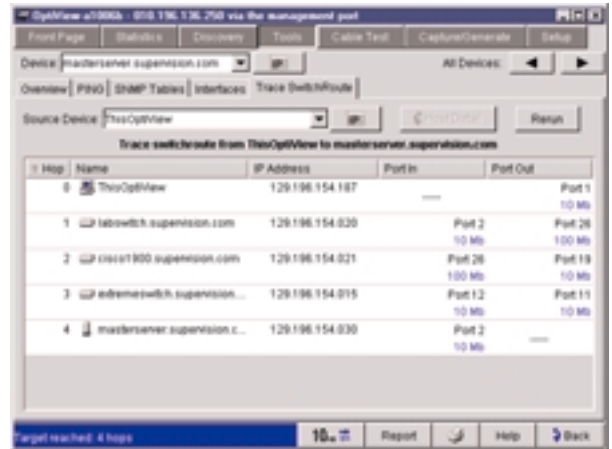 OptiView a1006b - 010.196.136.250 via the management port
Front Page Statistics Discovery Tools Cable Test Capture/Generate Setup
Device: masterserver.supervision.com IP: All Devices:
Overview PING SNMP Tables Interfaces Trace SwitchRoute
Source Device: ThisOptiView IP: Rerun
Trace switchroute from ThisOptiView to masterserver.supervision.com
Hop Name IP Address Port In Port Out
0 ThisOptiView 129.196.154.187 Port 1
10 Mb
1 labswitch.supervision.com 129.196.154.020 Port 2 Port 26
10 Mb 100 Mb
2 cisco1900.supervision.com 129.196.154.021 Port 26 Port 19
100 Mb 10 Mb
3 extremeswitch.supervision... 129.196.154.015 Port 12 Port 11
10 Mb 10 Mb
4 masterserver.supervision.c... 129.196.154.030 Port 2
10 Mb
Target reached: 4 hops 10 Report Help Back